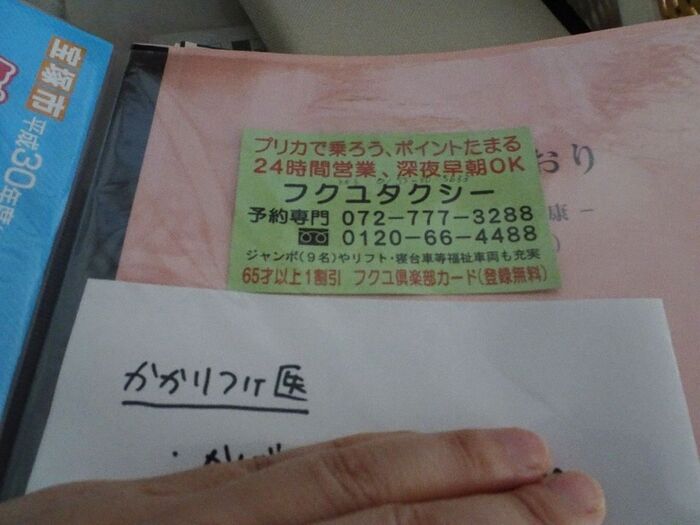 宝塚市
平成30年度
おり
プリカで乗ろう、ポイントたまる
24時間営業、深夜早朝OK
フクユタクシー
予約専門 072-777-3288
0120-66-4488
ジャンボ(9名)やリフト・寝台車等福祉車両も充実
65才以上1割引 フクユ倶楽部カード(登録無料)
康-
)
かかりつけ医